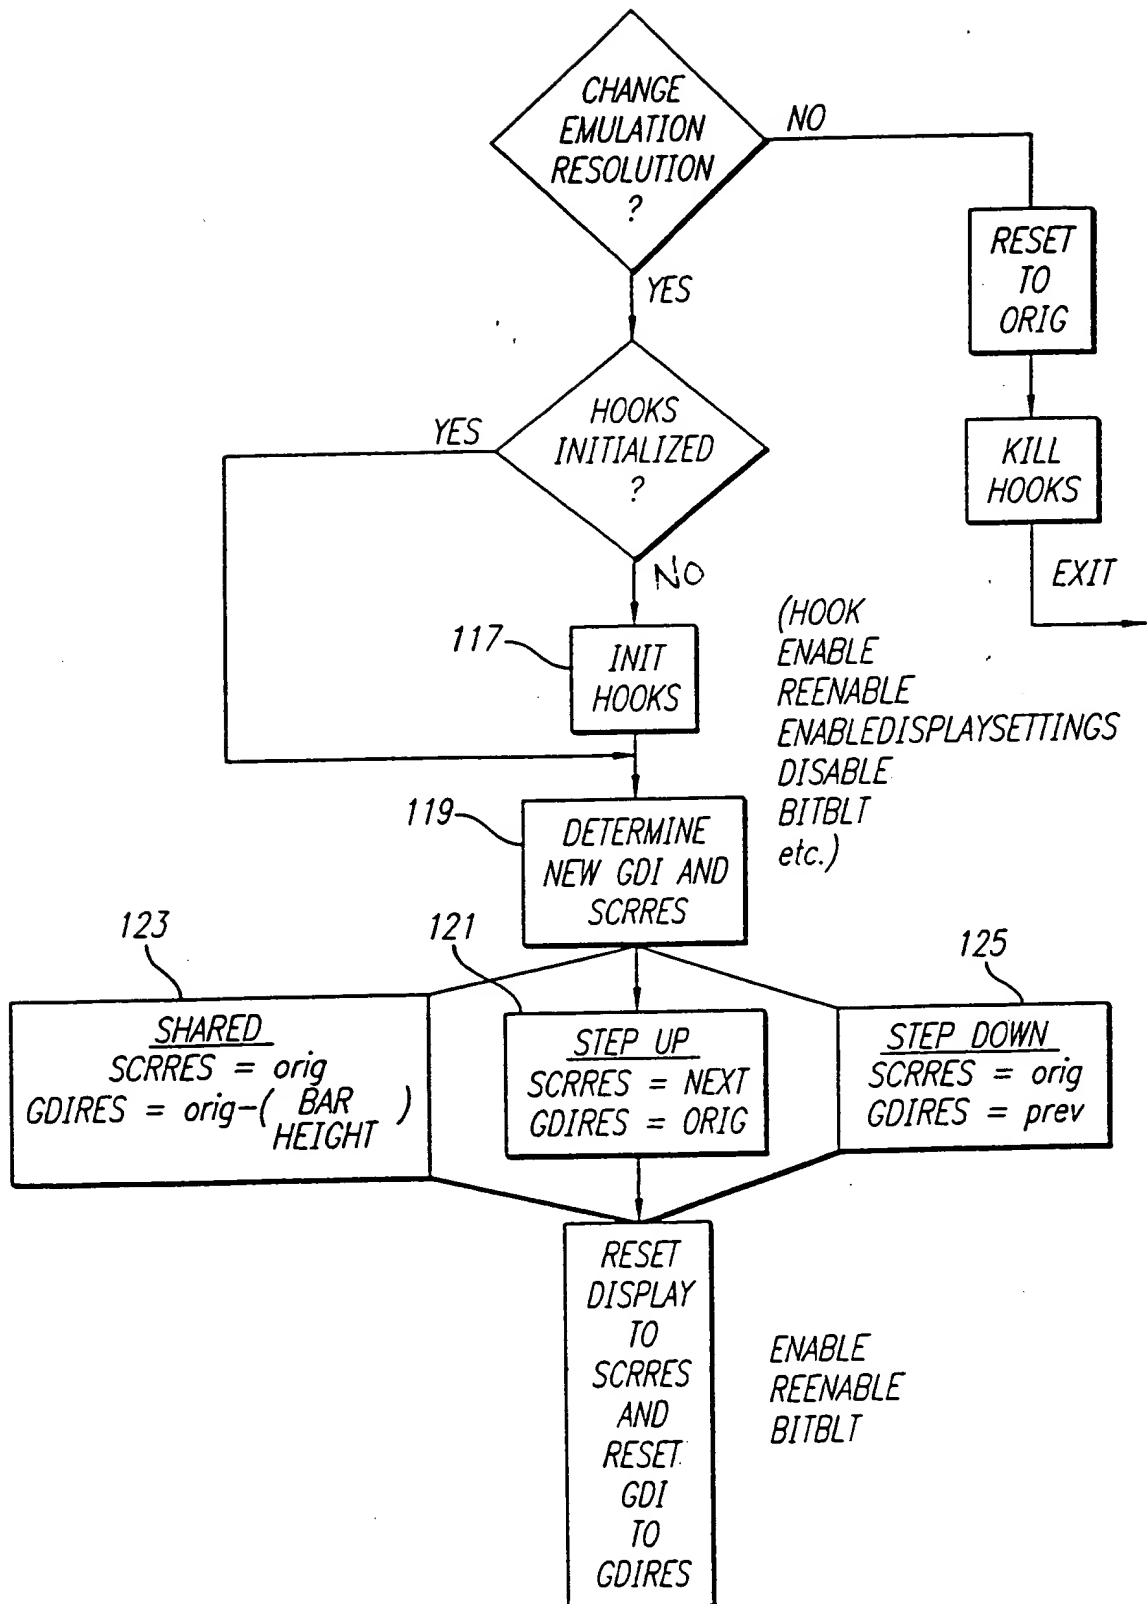 CHANGE
EMULATION
RESOLUTION
?
NO
YES
RESET
TO
ORIG
KILL
HOOKS
EXIT
HOOKS
INITIALIZED
?
YES
NO
117
INIT
HOOKS
(HOOK
ENABLE
REENABLE
ENABLEDISPLAYSETTINGS
DISABLE
BITBLT
etc.)
119
DETERMINE
NEW GDI AND
SCRRES
123
SHARED
SCRRES = orig
GDIRES = orig-( BAR )
HEIGHT
121
STEP UP
SCRRES = NEXT
GDIRES = ORIG
125
STEP DOWN
SCRRES = orig
GDIRES = prev
RESET
DISPLAY
TO
SCRRES
AND
RESET
GDI
TO
GDIRES
ENABLE
REENABLE
BITBLT